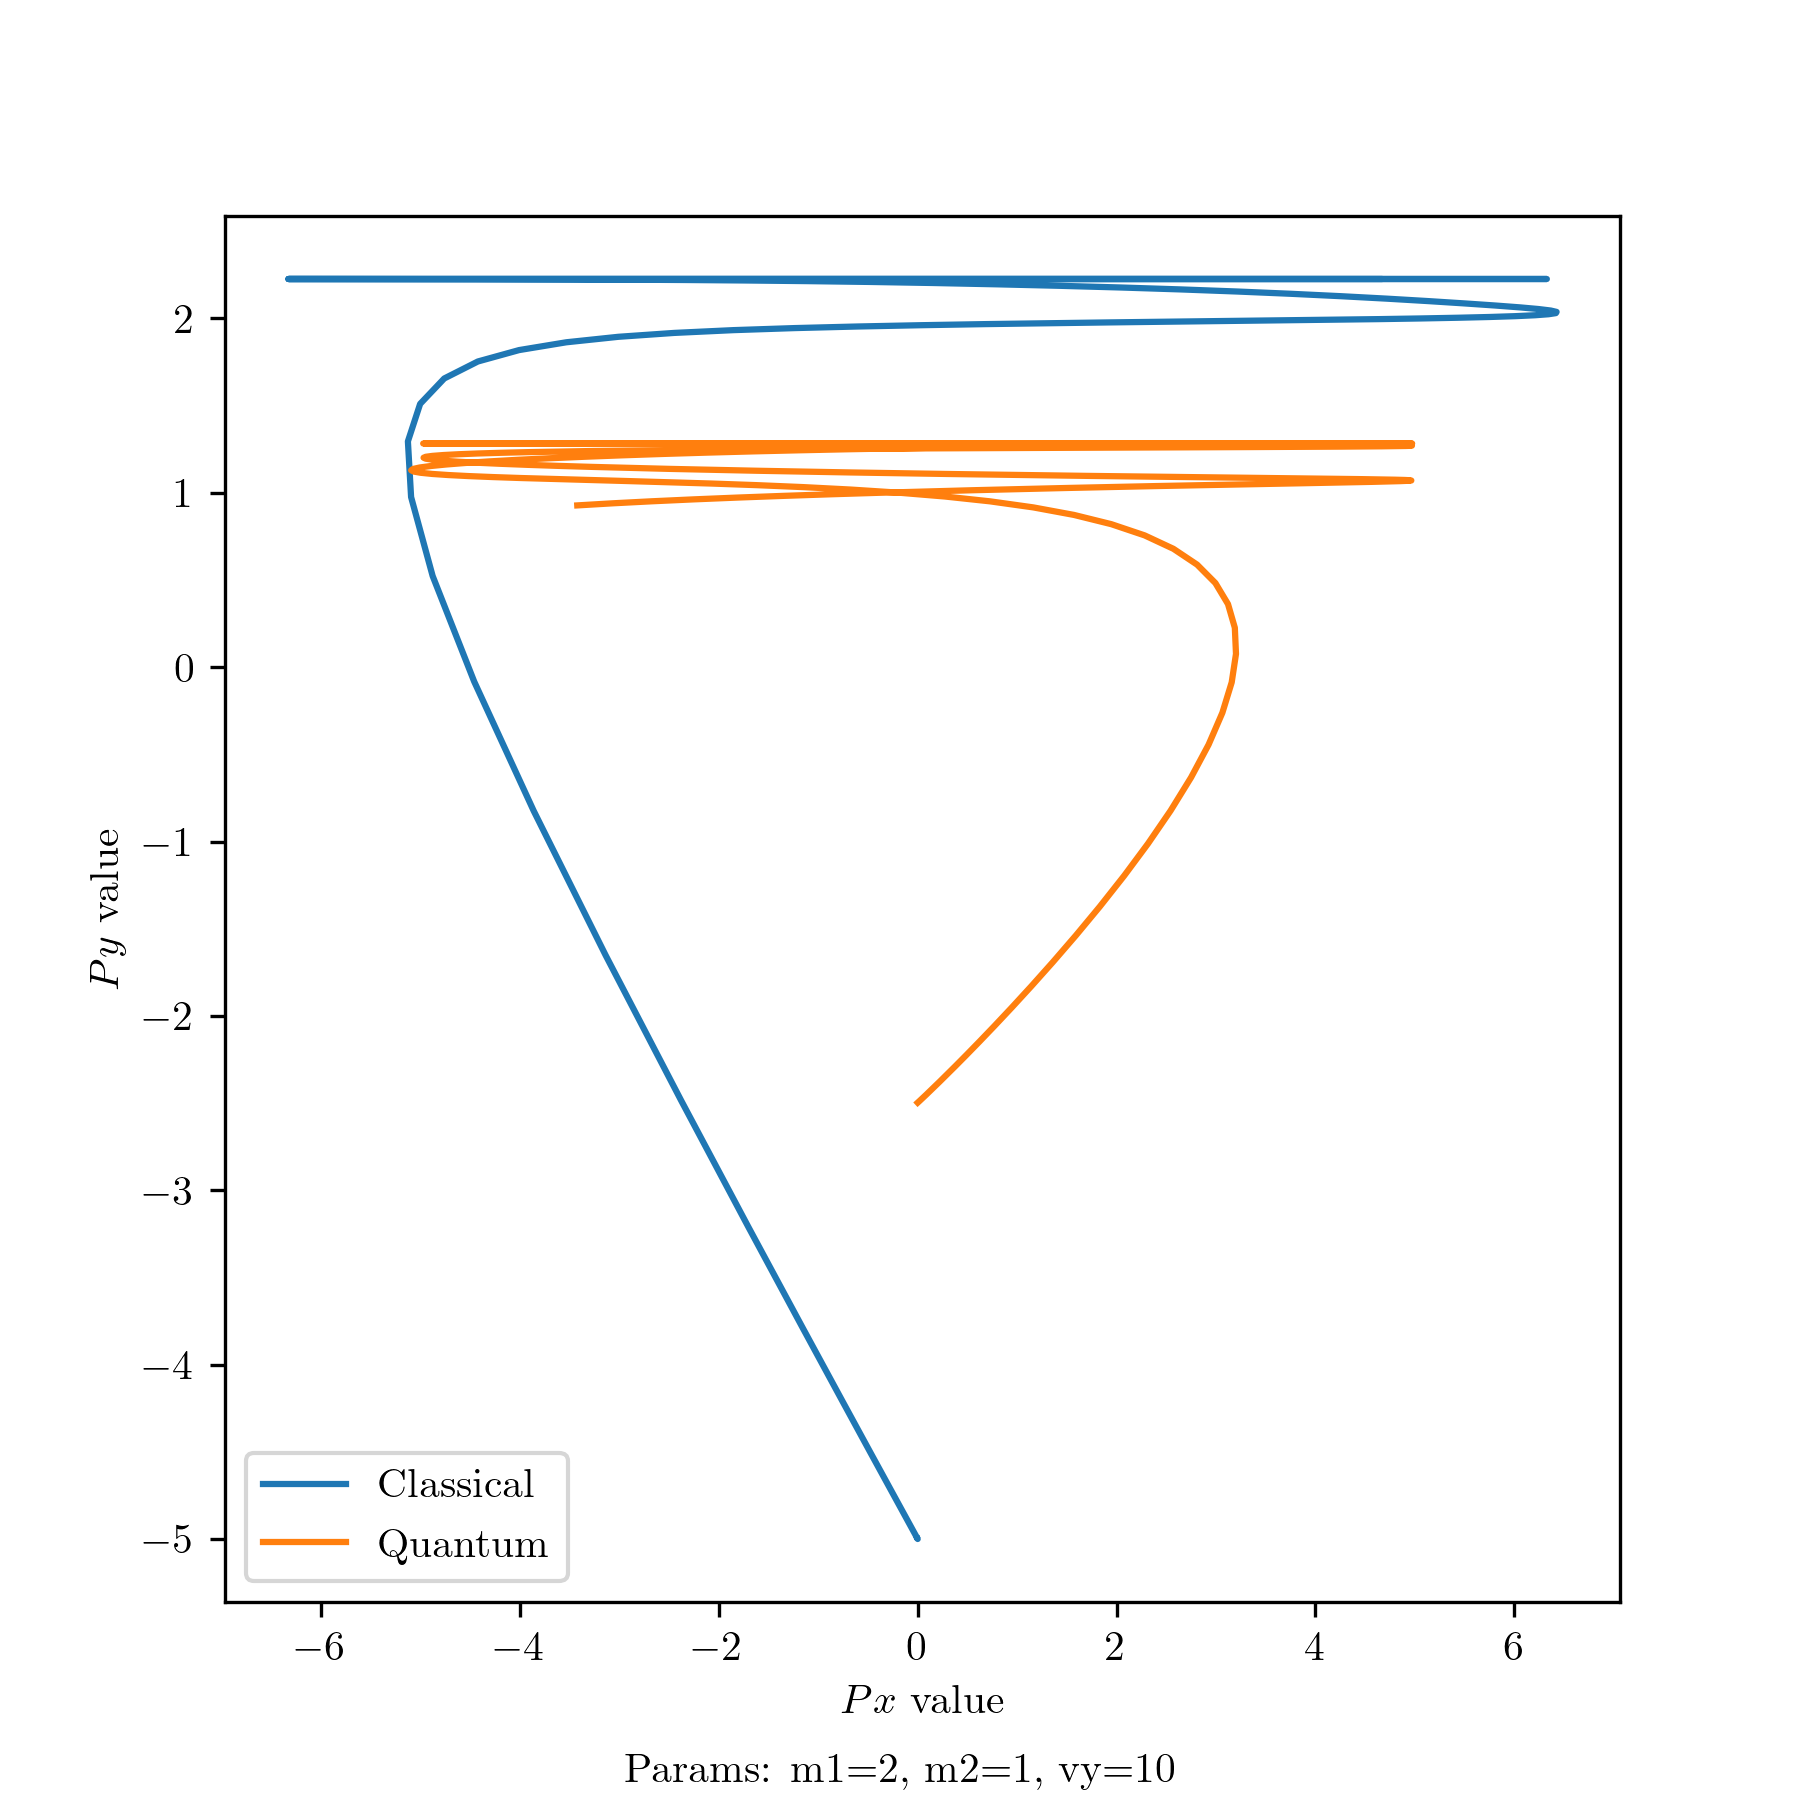 2
1
0
−1
−2
−3
−4
−5
Py value
Classical
Quantum
−6 −4 −2 0 2 4 6
Px value
Params: m1=2, m2=1, vy=10